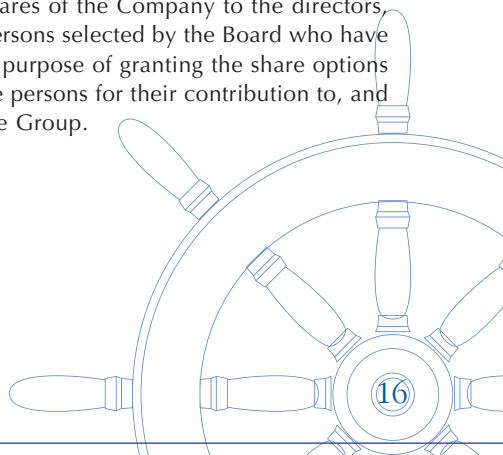 ares of the Company to the directors,
ersons selected by the Board who have
purpose of granting the share options
e persons for their contribution to, and
e Group.
16